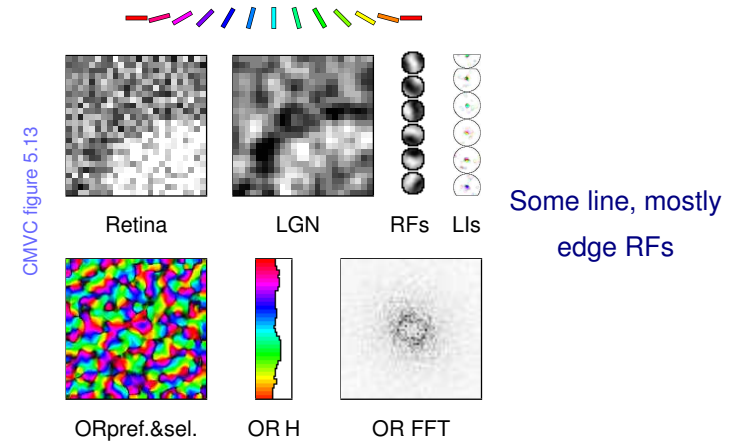 CMVC figure 5.13
Retina
LGN
RFs
LIs
Some line, mostly
edge RFs
ORpref.&sel.
OR H
OR FFT